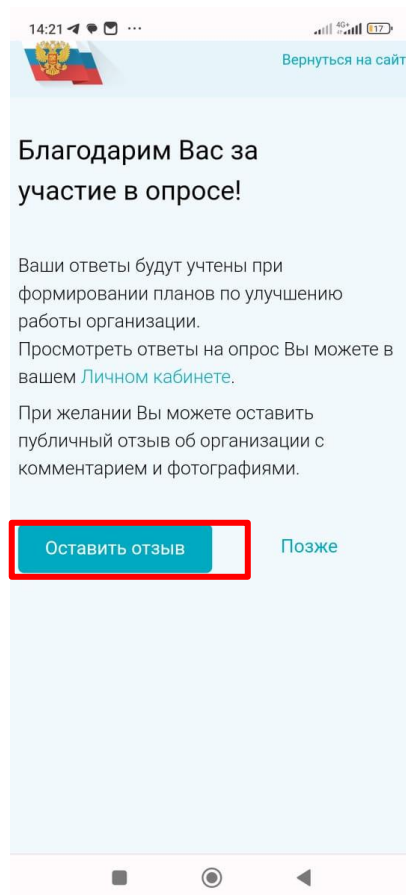 14:21 ... 4G+ 17
Вернуться на сайт
Благодарим Вас за
участие в опросе!
Ваши ответы будут учтены при
формировании планов по улучшению
работы организации.
Просмотреть ответы на опрос Вы можете в
вашем Личном кабинете.
При желании Вы можете оставить
публичный отзыв об организации с
комментарием и фотографиями.
Оставить отзыв Позже